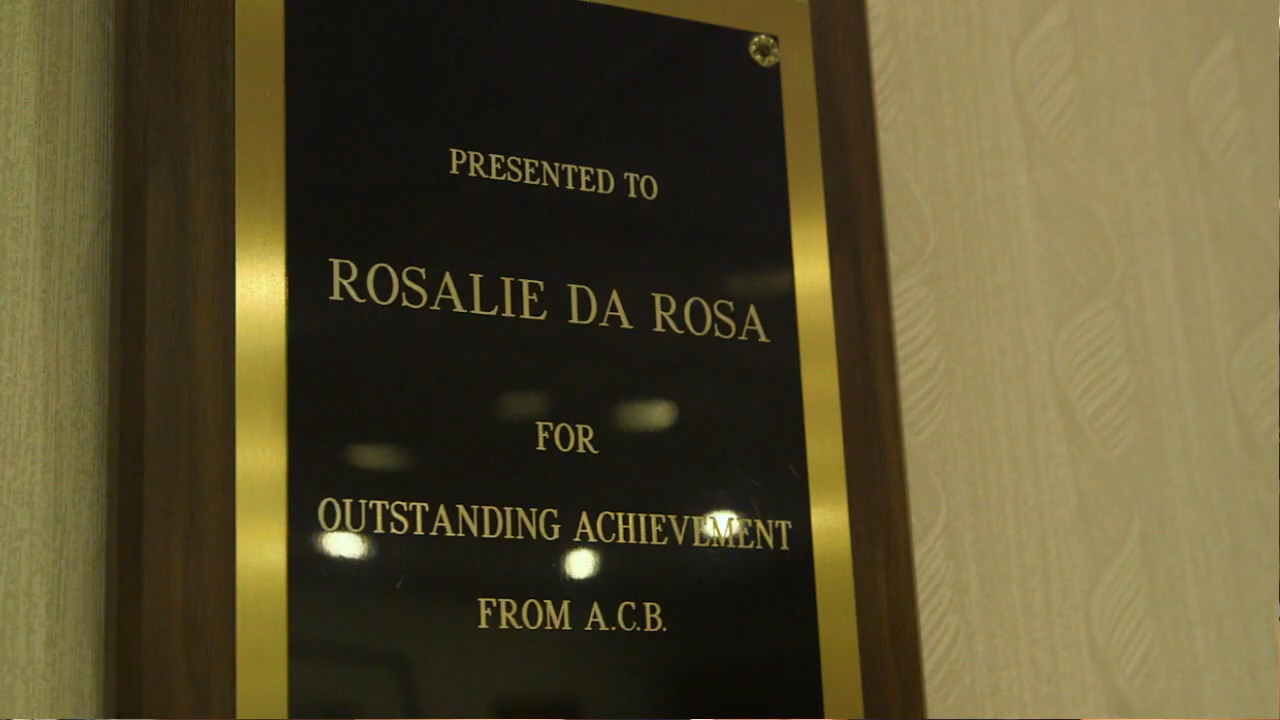 PRESENTED TO
ROSALIE DA ROSA
FOR
OUTSTANDING ACHIEVEMENT
FROM A.C.B.